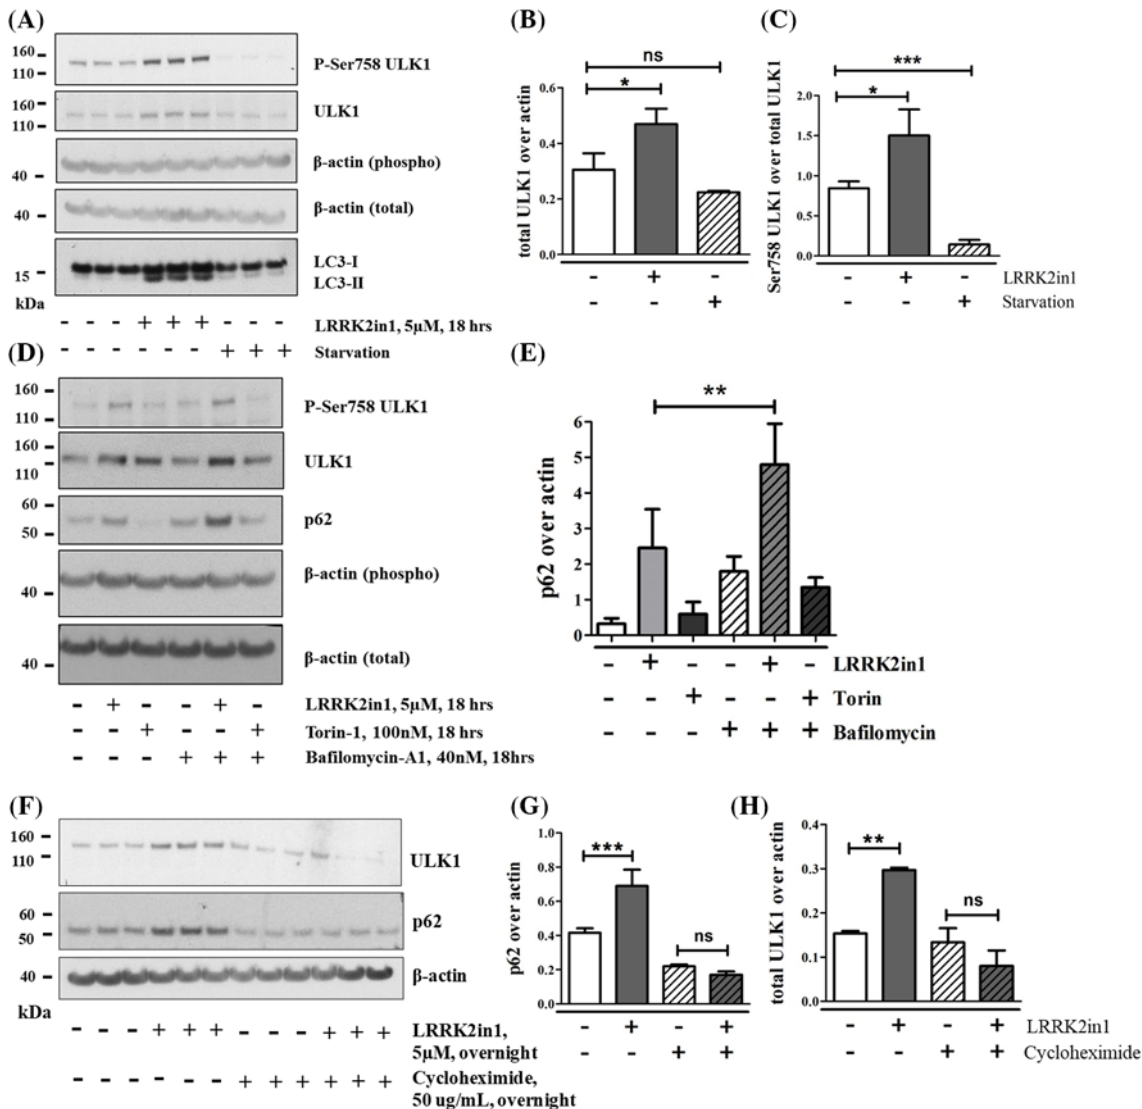 (A)
160
110
P-Ser758 ULK1
160
110
ULK1
40
β-actin (phospho)
40
β-actin (total)
15
LC3-I
LC3-II
kDa
- - - + + + - - - LRRK2in1, 5μM, 18 hrs
- - - - - - + + + Starvation
(B)
total ULK1 over actin
0.6
0.4
0.2
0.0
ns
*
- + -
- - +
(C)
Ser758 ULK1 over total ULK1
2.0
1.5
1.0
0.5
0.0
***
*
- + - LRRK2in1
- - + Starvation
(D)
160
110
P-Ser758 ULK1
160
110
ULK1
60
50
p62
40
β-actin (phospho)
40
β-actin (total)
- + - - + - LRRK2in1, 5μM, 18 hrs
- - + - - + Torin-1, 100nM, 18 hrs
- - - + + + Bafilomycin-A1, 40nM, 18hrs
(E)
p62 over actin
6
5
4
3
2
1
0
**
- + - - + - LRRK2in1
- - + - - + Torin
- - - + + + Bafilomycin
(F)
160
110
ULK1
60
50
p62
40
β-actin
kDa
- - - + + + - - - + + + LRRK2in1,
5μM, overnight
- - - - - - + + + + + + Cycloheximide,
50 ug/mL, overnight
(G)
p62 over actin
0.8
0.6
0.4
0.2
0.0
***
ns
- + - +
- - + +
(H)
total ULK1 over actin
0.4
0.3
0.2
0.1
0.0
**
ns
- + - + LRRK2in1
- - + + Cycloheximide